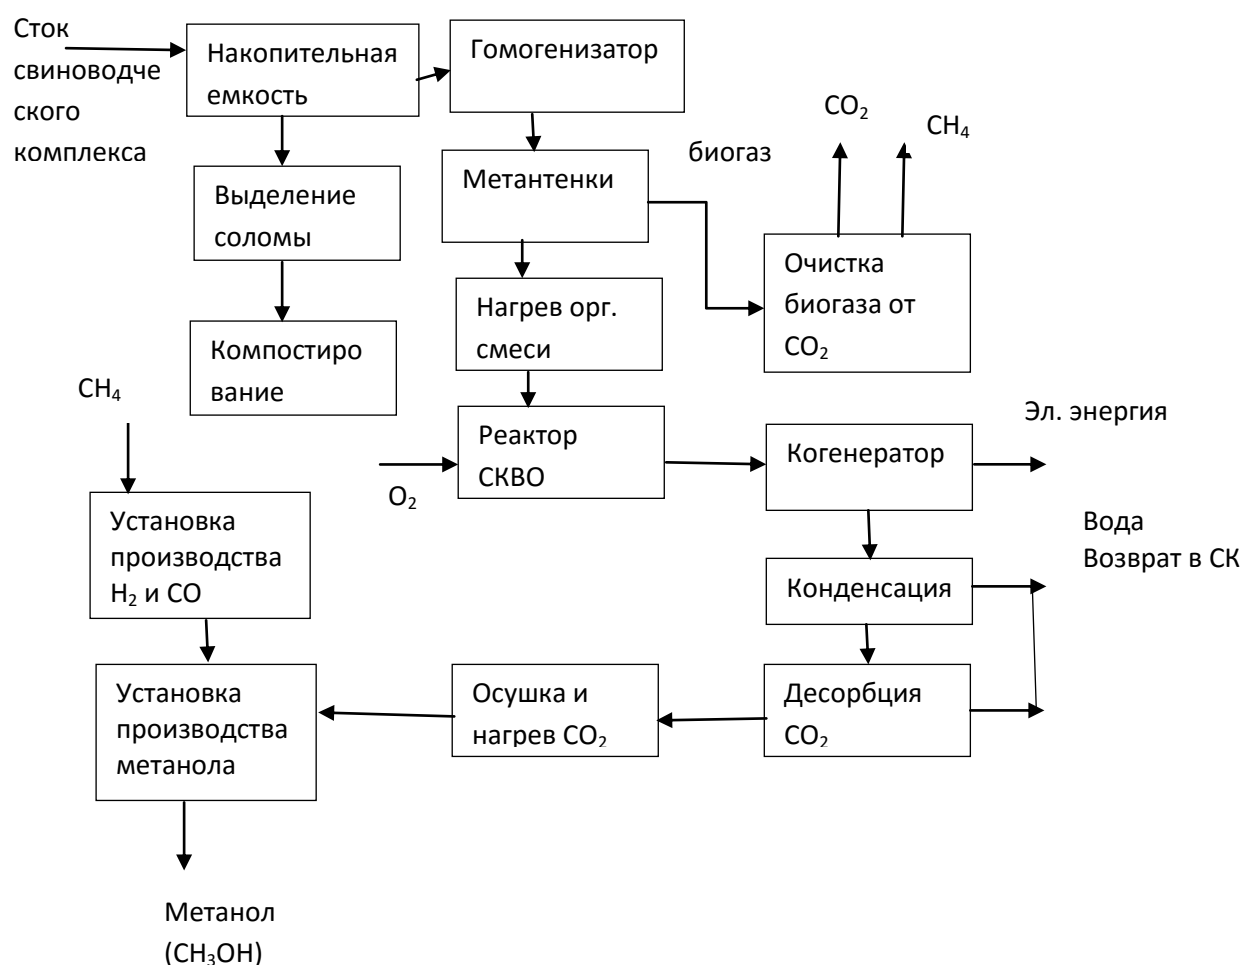 Сток
свиноводче
ского
комплекса
Накопительная
емкость
Гомогенизатор
CO₂
CH₄
биогаз
Выделение
соломы
Метантенки
Очистка
биогаза от
CO₂
Нагрев орг.
смеси
Компостиро
вание
CH₄
Реактор
СКВО
O₂
Когенератор
Эл. энергия
Установка
производства
H₂ и CO
Вода
Возврат в СК
Конденсация
Установка
производства
метанола
Осушка и
нагрев CO₂
Десорбция
CO₂
Метанол
(CH₃OH)